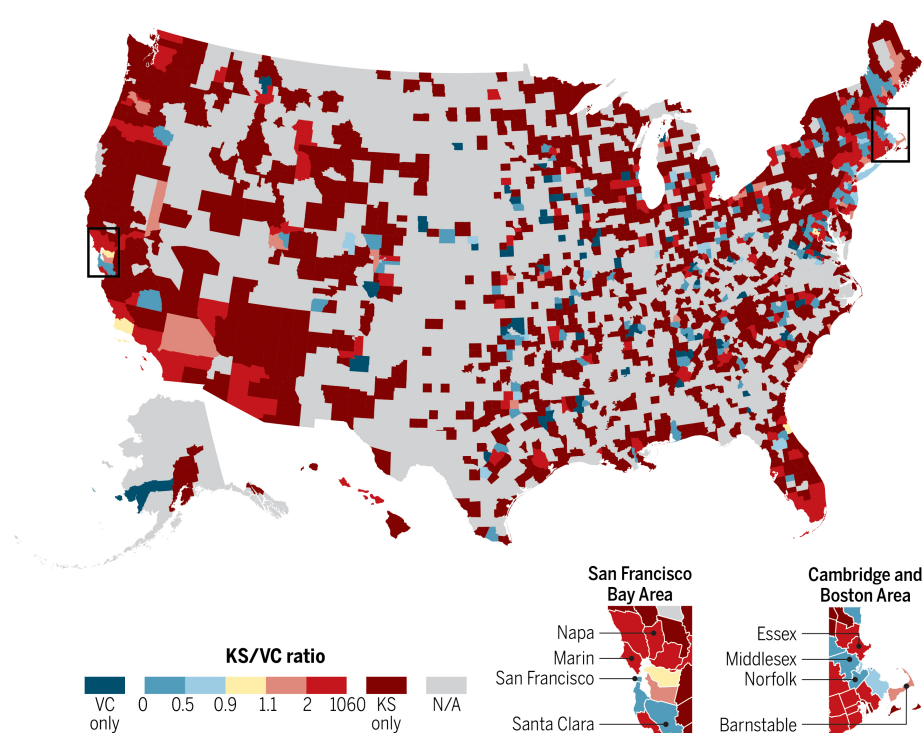 San Francisco
Bay Area
Napa
Marin
San Francisco
Santa Clara
Cambridge and
Boston Area
Essex
Middlesex
Norfolk
Barnstable
KS/VC ratio
VC only
0 0.5 0.9 1.1 2 1060
KS only
N/A